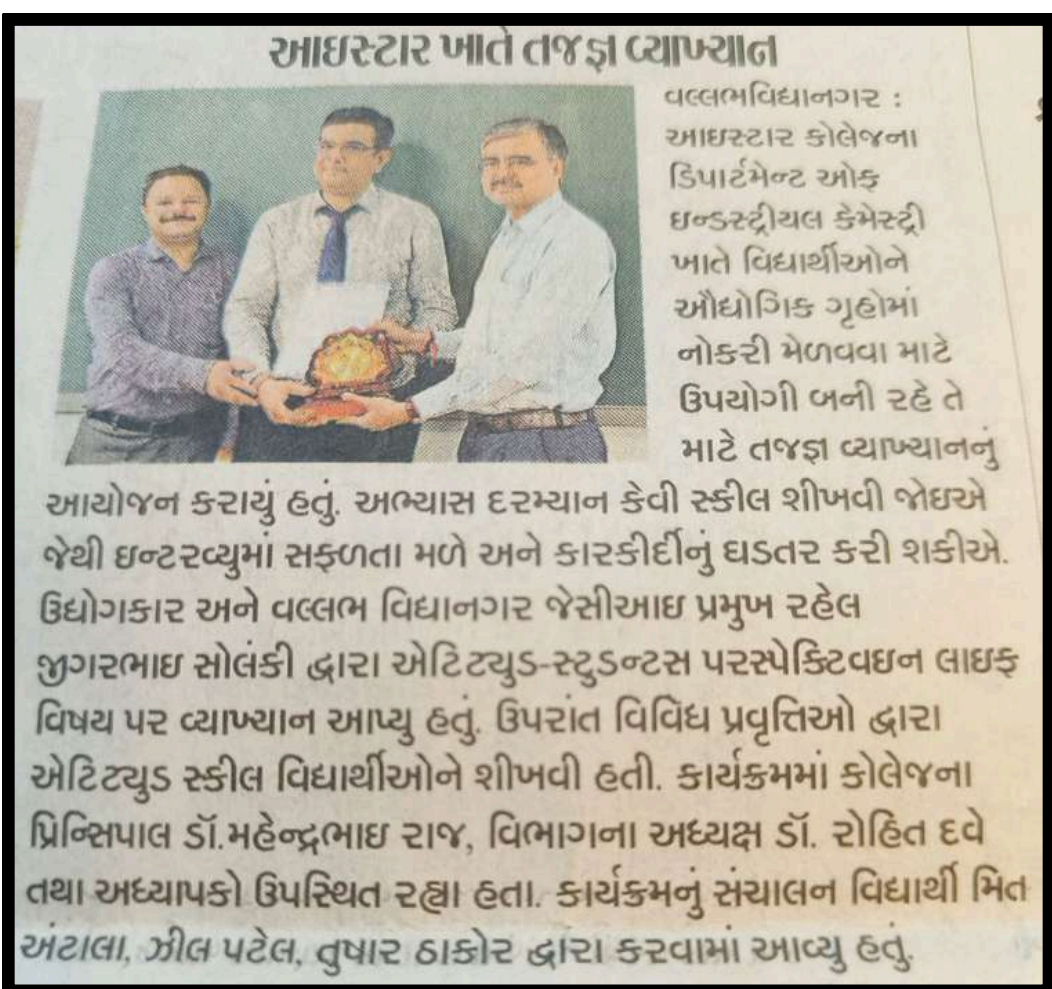 આઇસ્ટાર ખાતે તજજ્ઞ વ્યાખ્યાન
વલ્લભવિદ્યાનગર :
આઇસ્ટાર કોલેજના
ડિપાર્ટમેન્ટ ઓફ
ઇન્ડસ્ટ્રીયલ કેમેસ્ટ્રી
ખાતે વિદ્યાર્થીઓને
ઔદ્યોગિક ગૃહોમાં
નોકરી મેળવવા માટે
ઉપયોગી બની રહે તે
માટે તજજ્ઞ વ્યાખ્યાનનું
આયોજન કરાયું હતું. અભ્યાસ દરમ્યાન કેવી સ્કીલ શીખવી જોઇએ
જેથી ઇન્ટરવ્યુમાં સફળતા મળે અને કારકીર્દીનું ઘડતર કરી શકીએ.
ઉદ્યોગકાર અને વલ્લભ વિદ્યાનગર જેસીઆઇ પ્રમુખ રહેલ
જીગરભાઇ સોલંકી દ્વારા એટિટ્યુડ-સ્ટુડન્ટસ પરસ્પેક્ટિવઇન લાઇફ
વિષય પર વ્યાખ્યાન આપ્યુ હતું. ઉપરાંત વિવિધ પ્રવૃત્તિઓ દ્વારા
એટિટ્યુડ સ્કીલ વિદ્યાર્થીઓને શીખવી હતી. કાર્યક્રમમાં કોલેજના
પ્રિન્સિપાલ ડૉ.મહેન્દ્રભાઇ રાજ, વિભાગના અધ્યક્ષ ડૉ. રોહિત દવે
તથા અધ્યાપકો ઉપસ્થિત રહ્યા હતા. કાર્યક્રમનું સંચાલન વિદ્યાર્થી મિત
અંટાલા, ઝીલ પટેલ, તુષાર ઠાકોર દ્વારા કરવામાં આવ્યુ હતું.